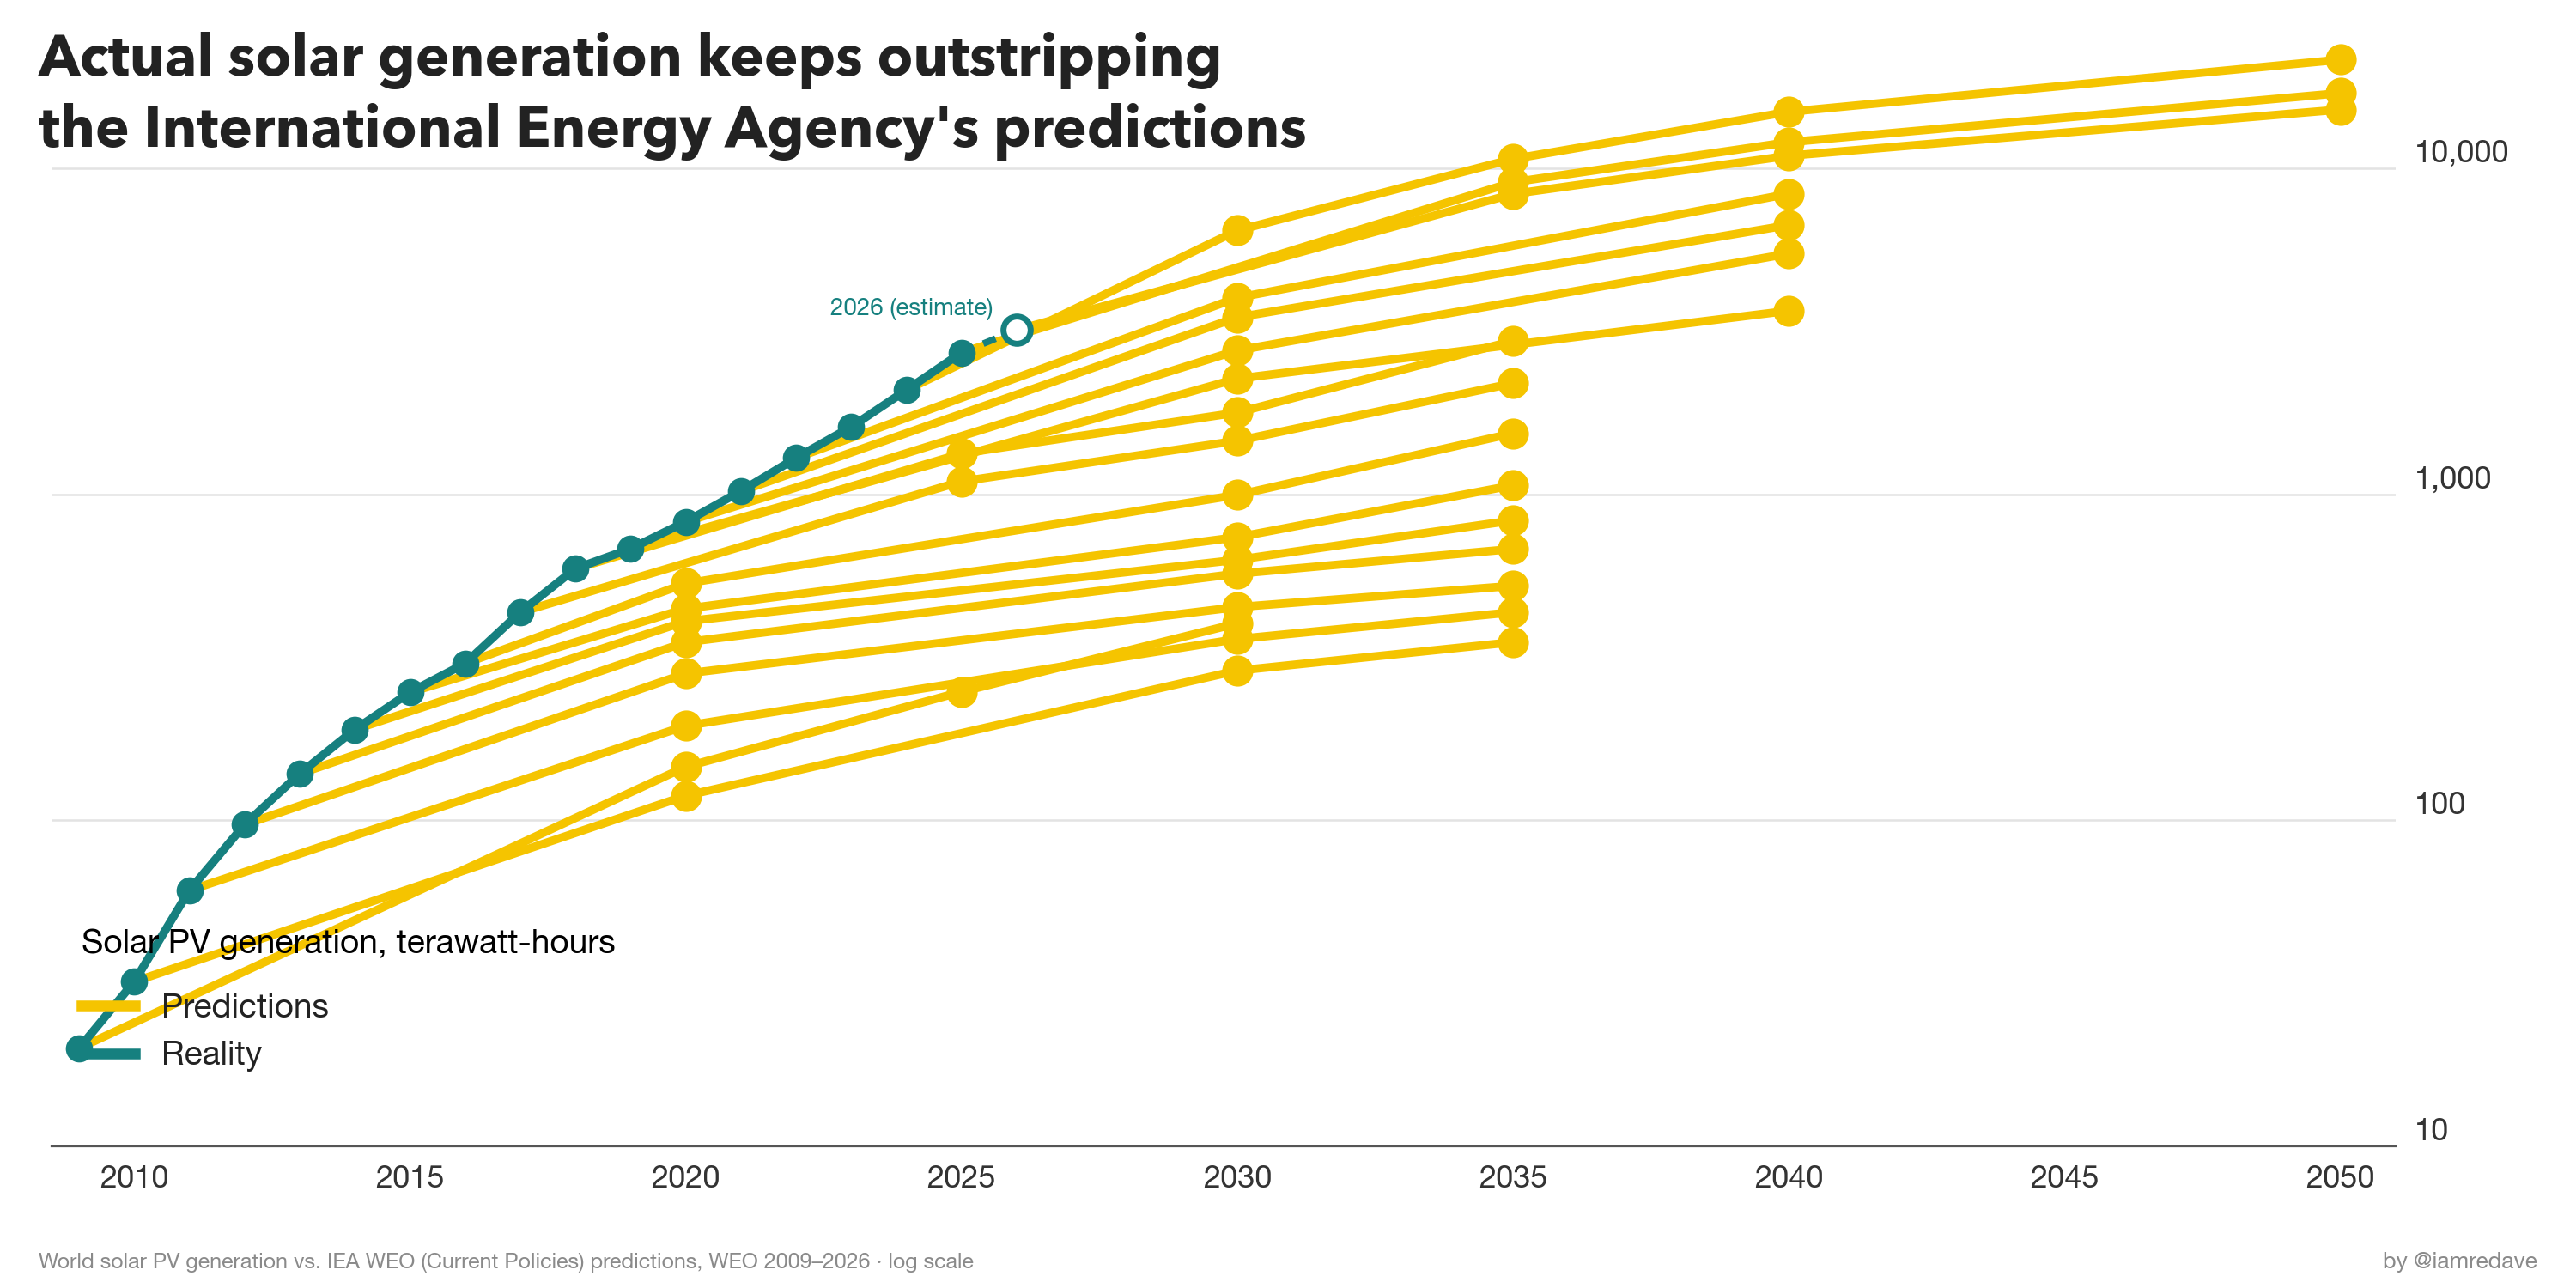 Actual solar generation keeps outstripping
the International Energy Agency's predictions
10,000
2026 (estimate)
1,000
100
Solar PV generation, terawatt-hours
Predictions
Reality
10
2010 2015 2020 2025 2030 2035 2040 2045 2050
World solar PV generation vs. IEA WEO (Current Policies) predictions, WEO 2009–2026 · log scale
by @iamredave